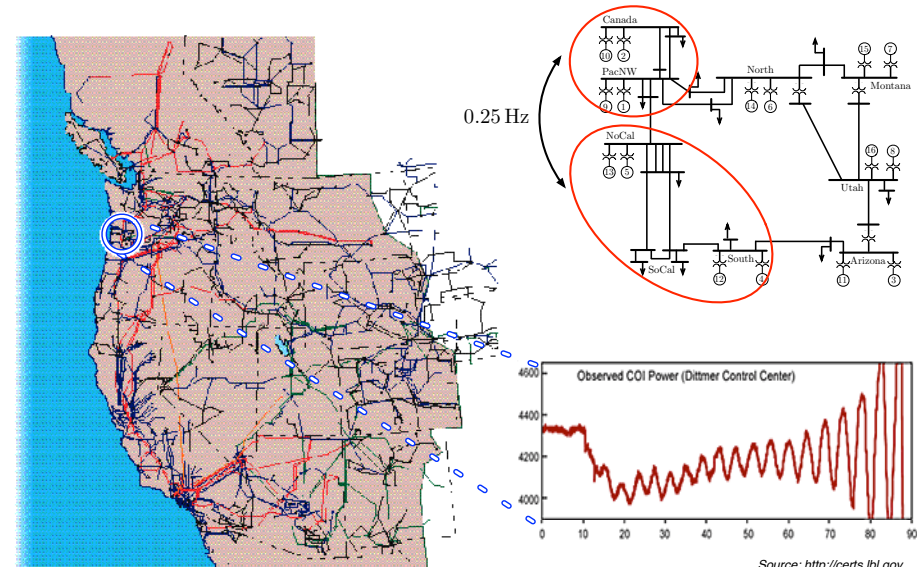 Canada
10 2
PacNW
9 1
0.25 Hz
NoCal
13 5
SoCal
South
12 4
North
14 6
15 7
Montana
16 8
Utah
Arizona
11 3
Observed COI Power (Dittmer Control Center)
4600
4400
4200
4000
0 10 20 30 40 50 60 70 80 90
Source: http://certs.lbl.gov